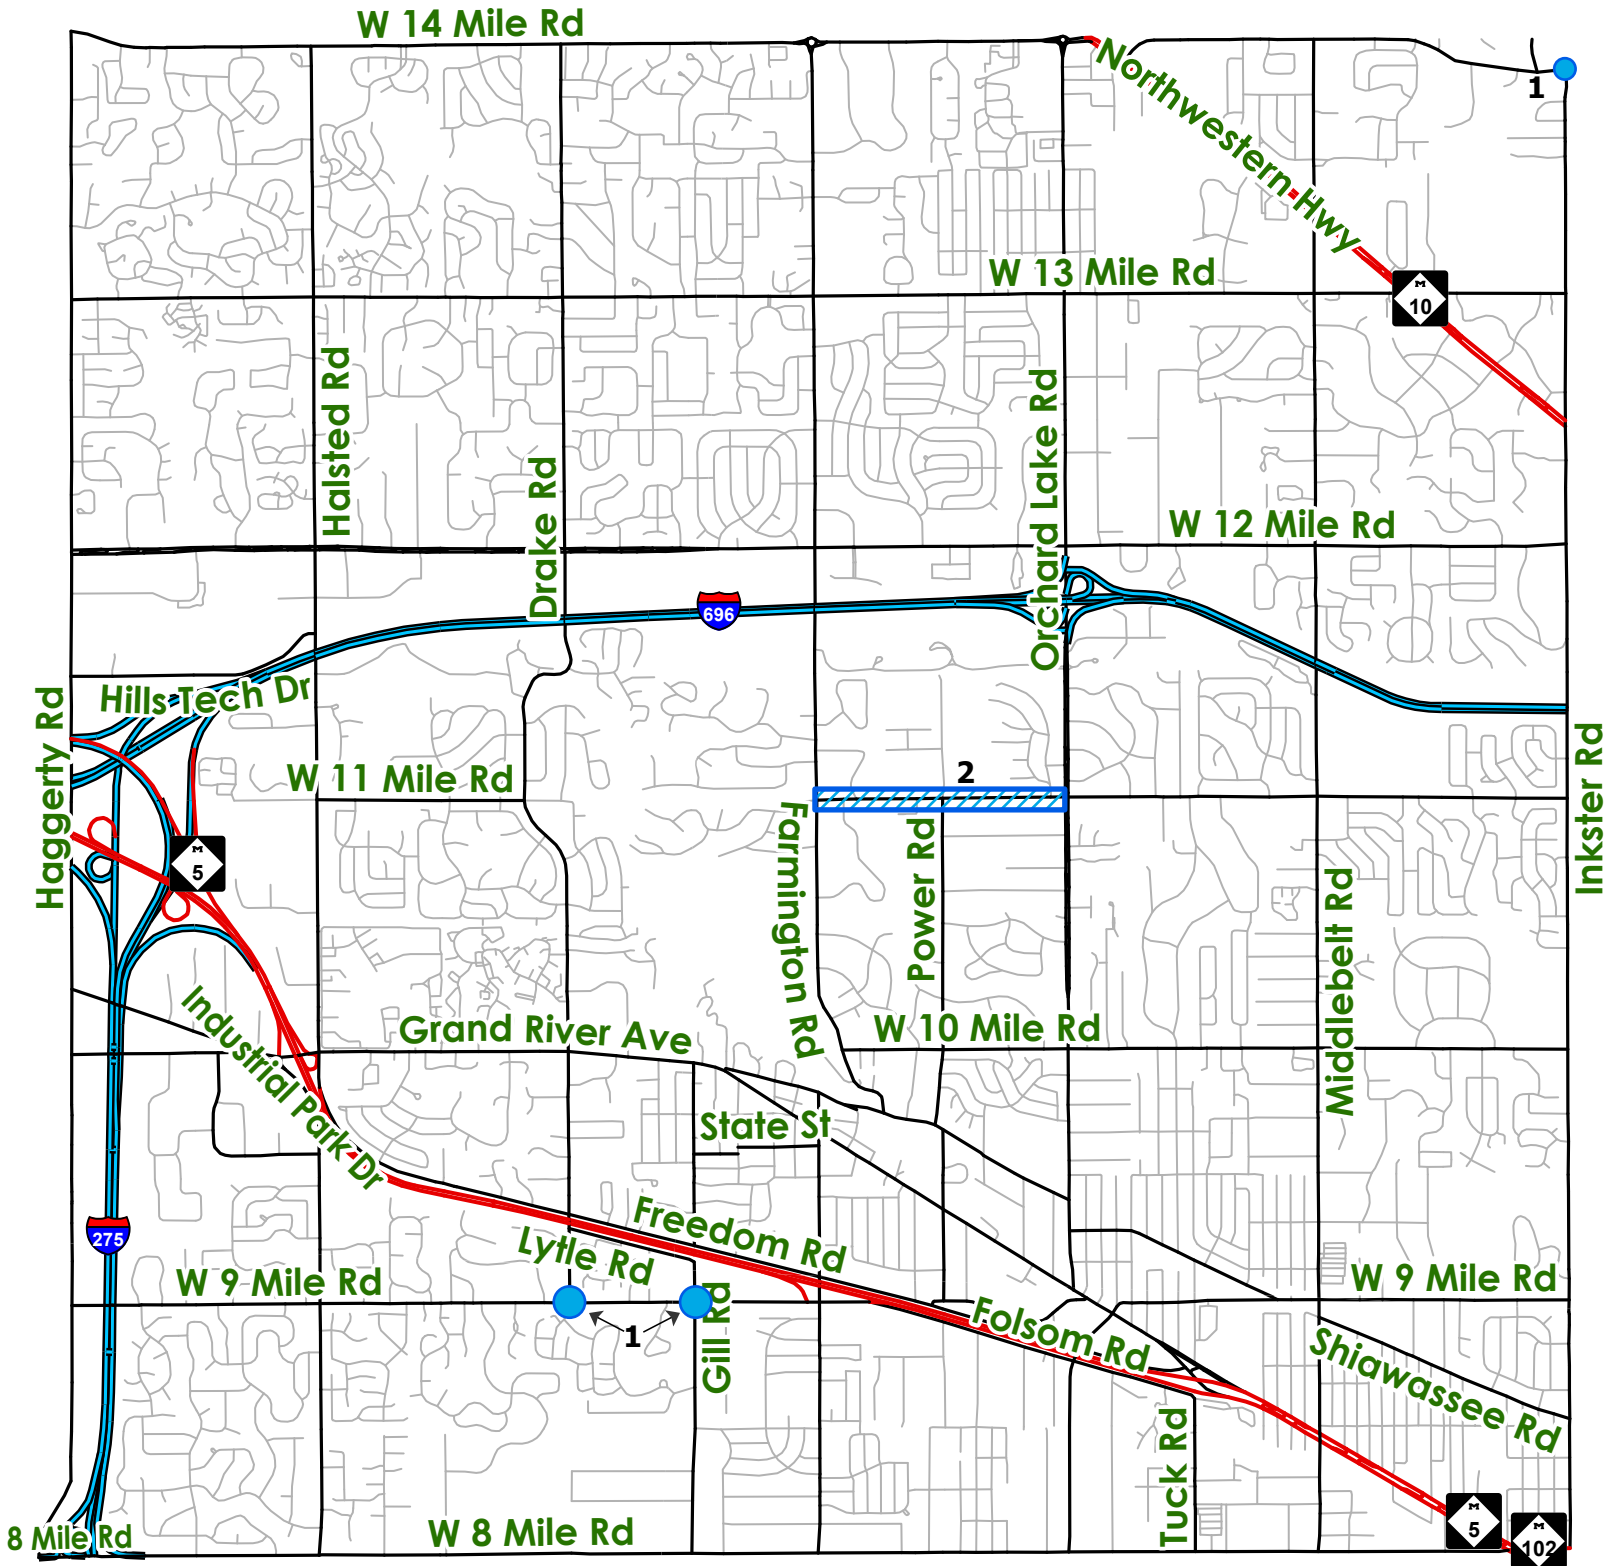 W 14 Mile Rd
1
Northwestern Hwy
W 13 Mile Rd
M
10
Halsted Rd
Orchard Lake Rd
Drake Rd
W 12 Mile Rd
696
Hills Tech Dr
Haggerty Rd
W 11 Mile Rd
2
Inkster Rd
Farmington Rd
Power Rd
M
5
Middlebelt Rd
Industrial Park Dr
Grand River Ave
W 10 Mile Rd
State St
275
Freedom Rd
Lytle Rd
W 9 Mile Rd
W 9 Mile Rd
1
Gill Rd
Folsom Rd
Shiawassee Rd
Tuck Rd
8 Mile Rd
W 8 Mile Rd
M
5
M
102